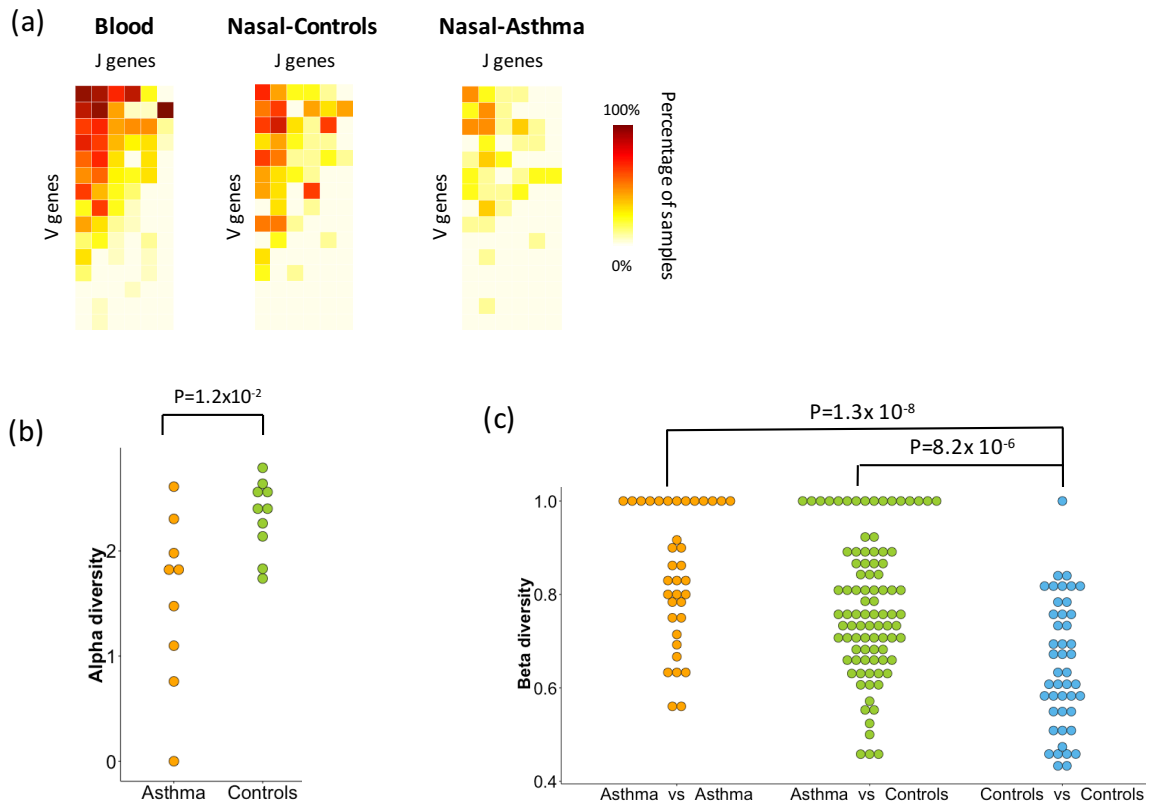 (a)
Blood
Nasal-Controls
Nasal-Asthma
J genes
J genes
J genes
V genes
V genes
V genes
100%
0%
Percentage of samples
(b)
P=1.2x10-2
Alpha diversity
2
1
0
Asthma
Controls
(c)
P=1.3x 10-8
P=8.2x 10-6
Beta diversity
1.0
0.8
0.6
0.4
Asthma vs Asthma
Asthma vs Controls
Controls vs Controls